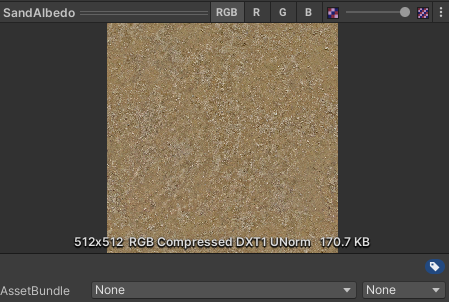 SandAlbedo RGB R G B
512x512 RGB Compressed DXT1 UNorm 170.7 KB
AssetBundle None None